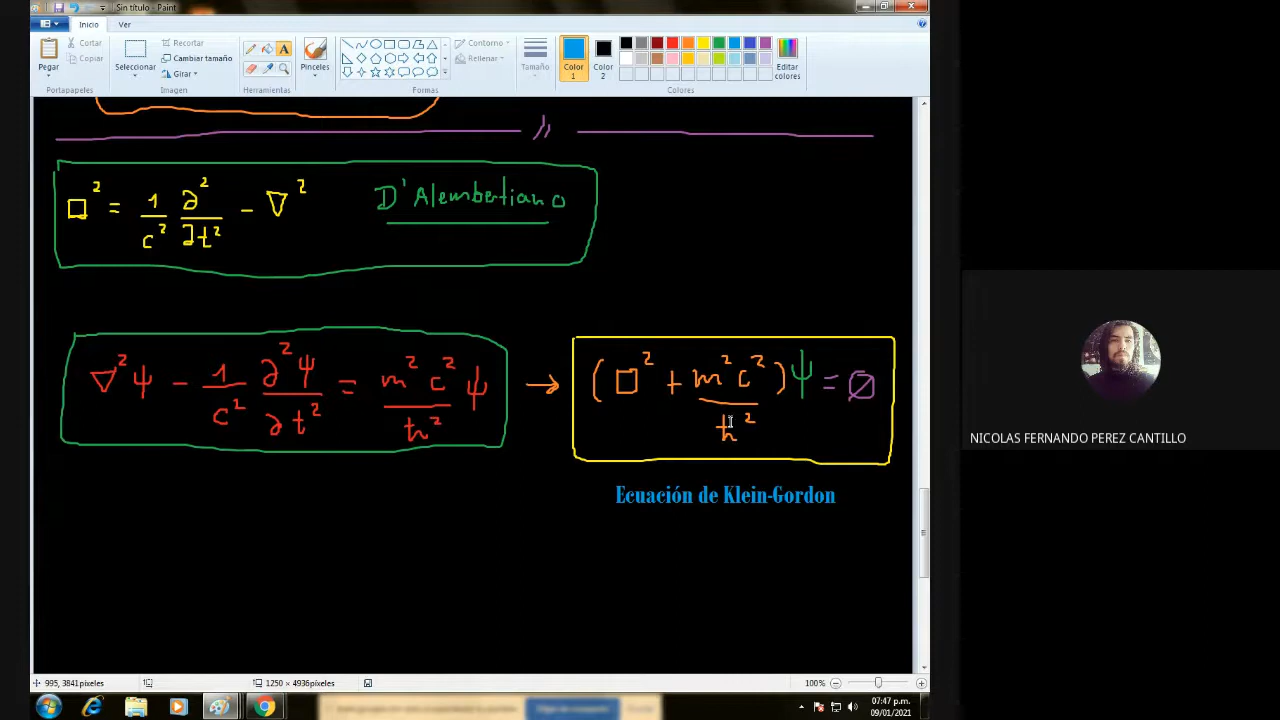 Sin título - Paint
Inicio Ver
Pegar
Cortar
Copiar
Portapapeles
Seleccionar
Recortar
Cambiar tamaño
Girar
Imagen
Herramientas
Pinceles
Contorno
Rellenar
Formas
Tamaño
Color 1
Color 2
Editar colores
Colores
□² = 1/c² ∂²/∂t² - ∇² D'Alembertiano
∇²ψ - 1/c² ∂²ψ/∂t² = m²c²/ħ² ψ → (□² + m²c²/ħ²)ψ = ∅
Ecuación de Klein-Gordon
NICOLAS FERNANDO PEREZ CANTILLO
995, 3841píxeles
1250 × 4936píxeles
100%
07:47 p.m.
09/01/2021